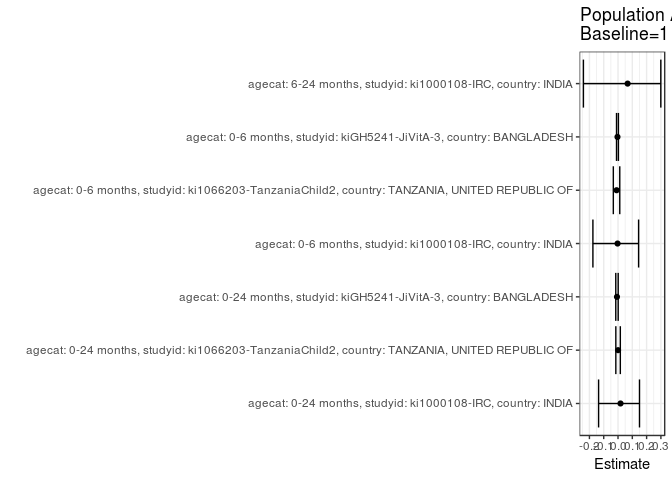 Population
Baseline=1
agecat: 6-24 months, studyid: ki1000108-IRC, country: INDIA
agecat: 0-6 months, studyid: kiGH5241-JiVitA-3, country: BANGLADESH
agecat: 0-6 months, studyid: ki1066203-TanzaniaChild2, country: TANZANIA, UNITED REPUBLIC OF
agecat: 0-6 months, studyid: ki1000108-IRC, country: INDIA
agecat: 0-24 months, studyid: kiGH5241-JiVitA-3, country: BANGLADESH
agecat: 0-24 months, studyid: ki1066203-TanzaniaChild2, country: TANZANIA, UNITED REPUBLIC OF
agecat: 0-24 months, studyid: ki1000108-IRC, country: INDIA
-0.2 -0.1 0.0 0.1 0.2 0.3
Estimate